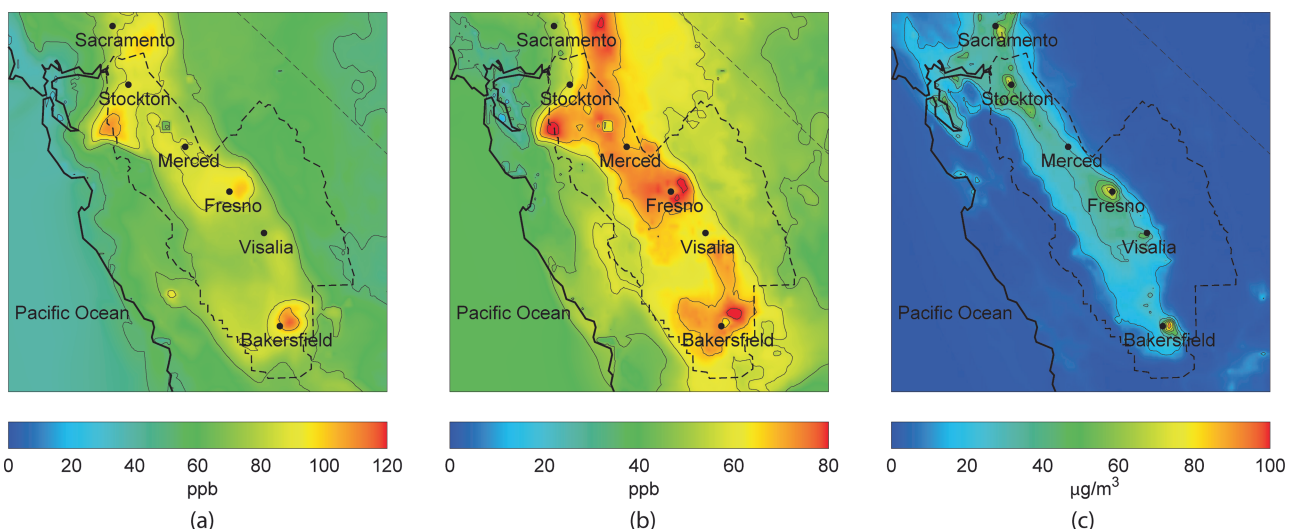 Sacramento
Stockton
Merced
Fresno
Visalia
Pacific Ocean
Bakersfield
0 20 40 60 80 100 120
ppb
(a)
Sacramento
Stockton
Merced
Fresno
Visalia
Pacific Ocean
Bakersfield
0 20 40 60 80
ppb
(b)
Sacramento
Stockton
Merced
Fresno
Visalia
Pacific Ocean
Bakersfield
0 20 40 60 80 100
μg/m³
(c)